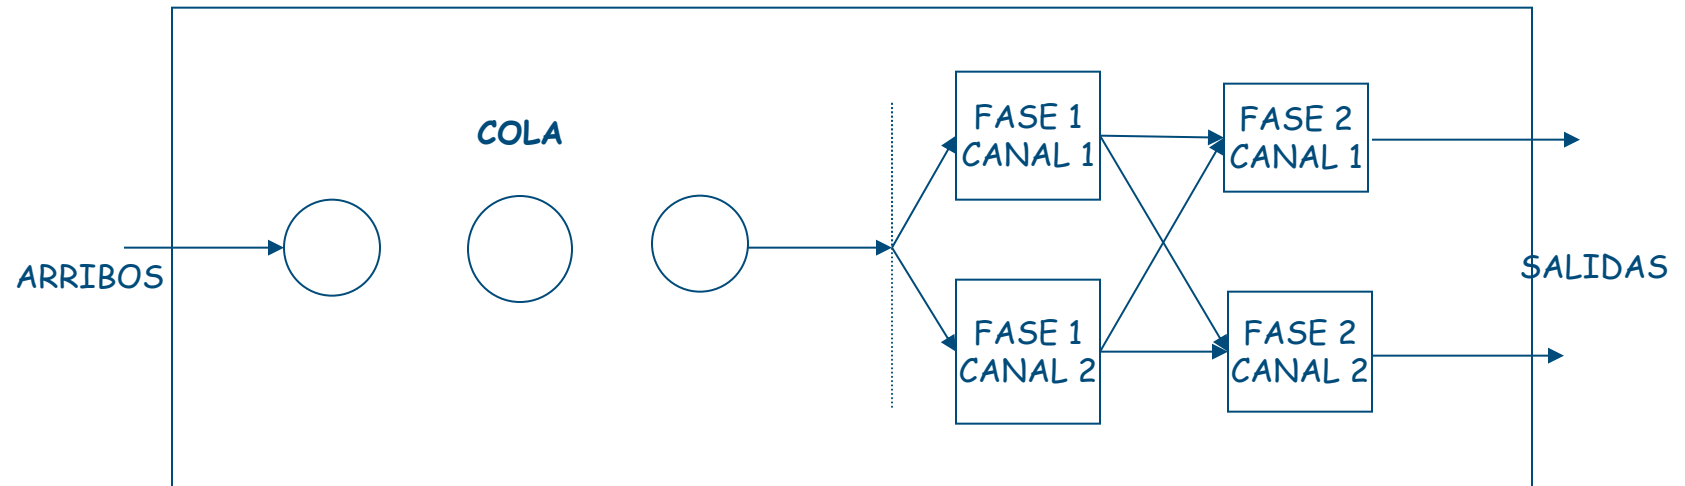 COLA
ARRIBOS
FASE 1
CANAL 1
FASE 2
CANAL 1
FASE 1
CANAL 2
FASE 2
CANAL 2
SALIDAS